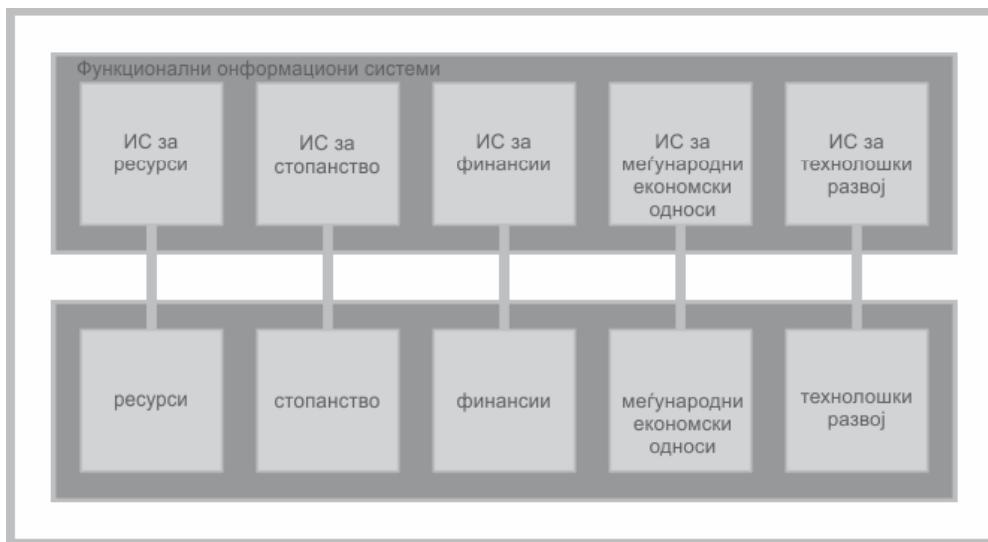 Функционални онформациони системи
ИС за
ресурси
ИС за
стопанство
ИС за
финансии
ИС за
меѓународни
економски
односи
ИС за
технолошки
развој
ресурси
стопанство
финансии
меѓународни
економски
односи
технолошки
развој